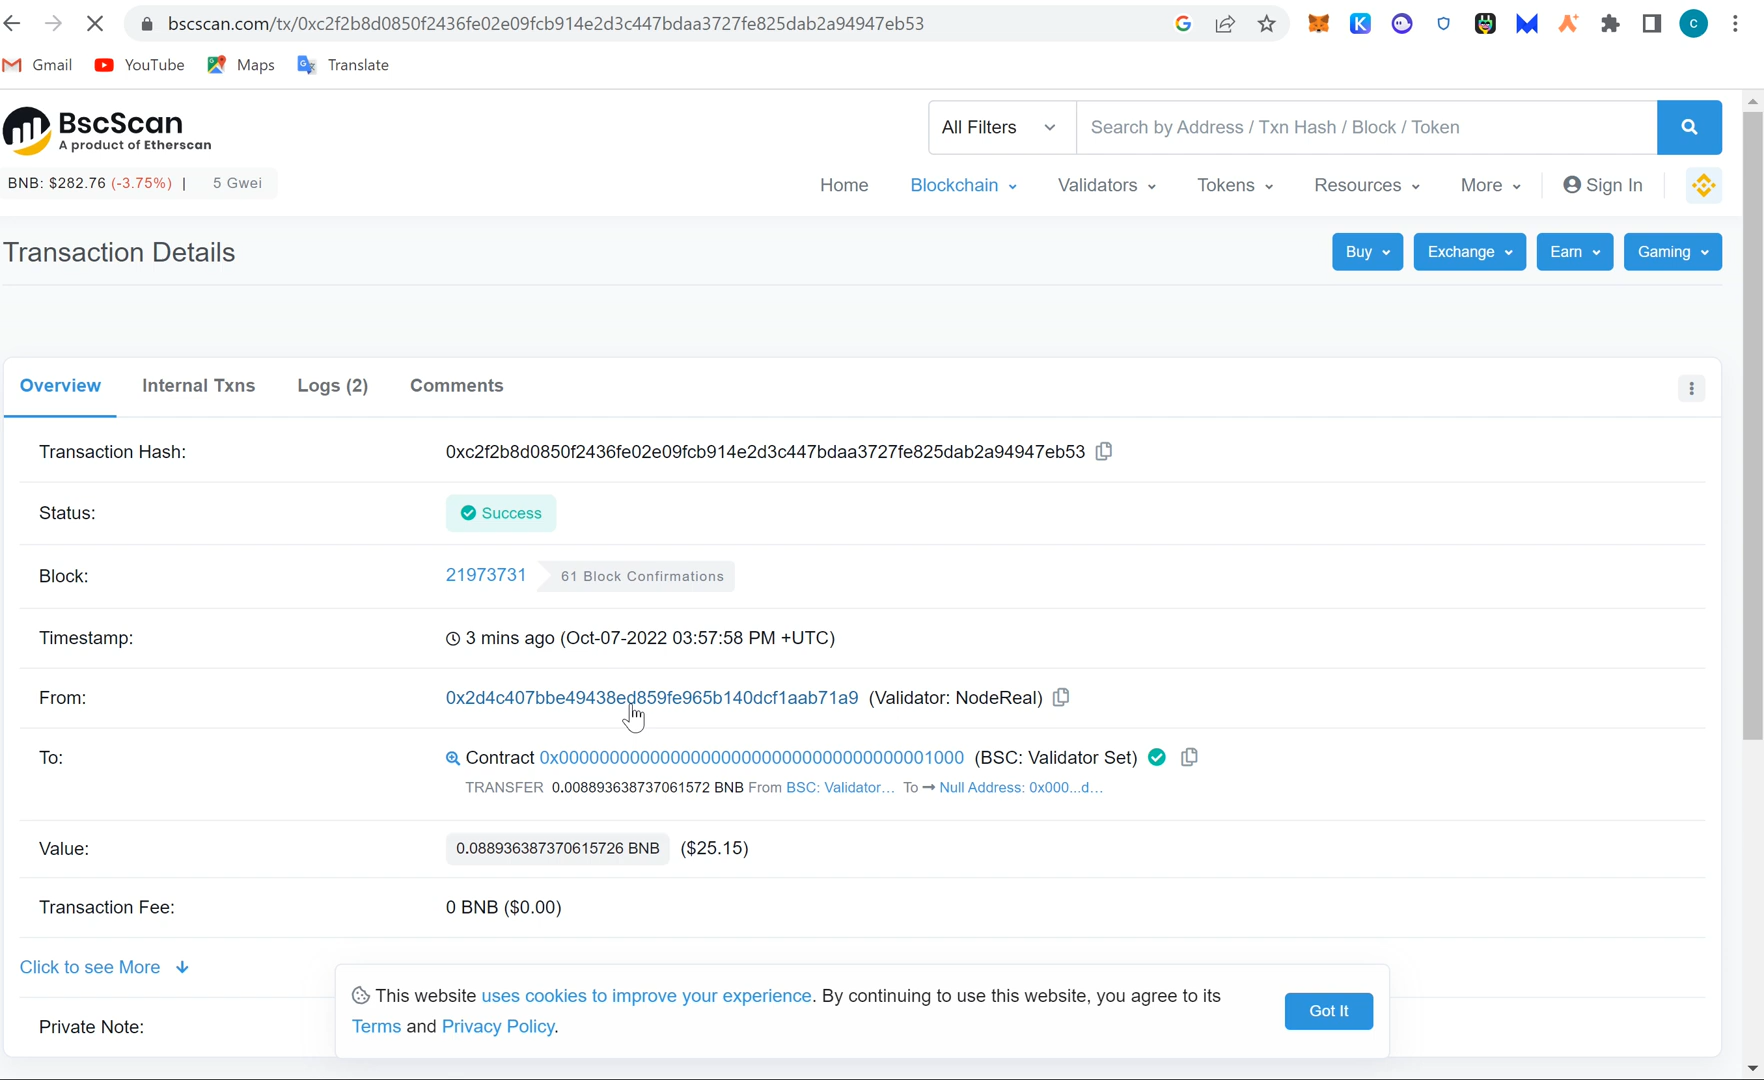 bscscan.com/tx/0xc2f2b8d0850f2436fe02e09fcb914e2d3c447bdaa3727fe825dab2a94947eb53
G K C
Gmail YouTube Maps Translate
BscScan
A product of Etherscan
All Filters Search by Address / Txn Hash / Block / Token
BNB: $282.76 (-3.75%) | 5 Gwei
Home Blockchain Validators Tokens Resources More Sign In
Transaction Details
Buy Exchange Earn Gaming
Overview Internal Txns Logs (2) Comments
Transaction Hash: 0xc2f2b8d0850f2436fe02e09fcb914e2d3c447bdaa3727fe825dab2a94947eb53
Status: Success
Block: 21973731 61 Block Confirmations
Timestamp: 3 mins ago (Oct-07-2022 03:57:58 PM +UTC)
From: 0x2d4c407bbe49438ed859fe965b140dcf1aab71a9 (Validator: NodeReal)
To: Contract 0x0000000000000000000000000000000000001000 (BSC: Validator Set)
TRANSFER 0.008893638737061572 BNB From BSC: Validator... To → Null Address: 0x000...d...
Value: 0.088936387370615726 BNB ($25.15)
Transaction Fee: 0 BNB ($0.00)
Click to see More
This website uses cookies to improve your experience. By continuing to use this website, you agree to its
Terms and Privacy Policy.
Got It
Private Note: